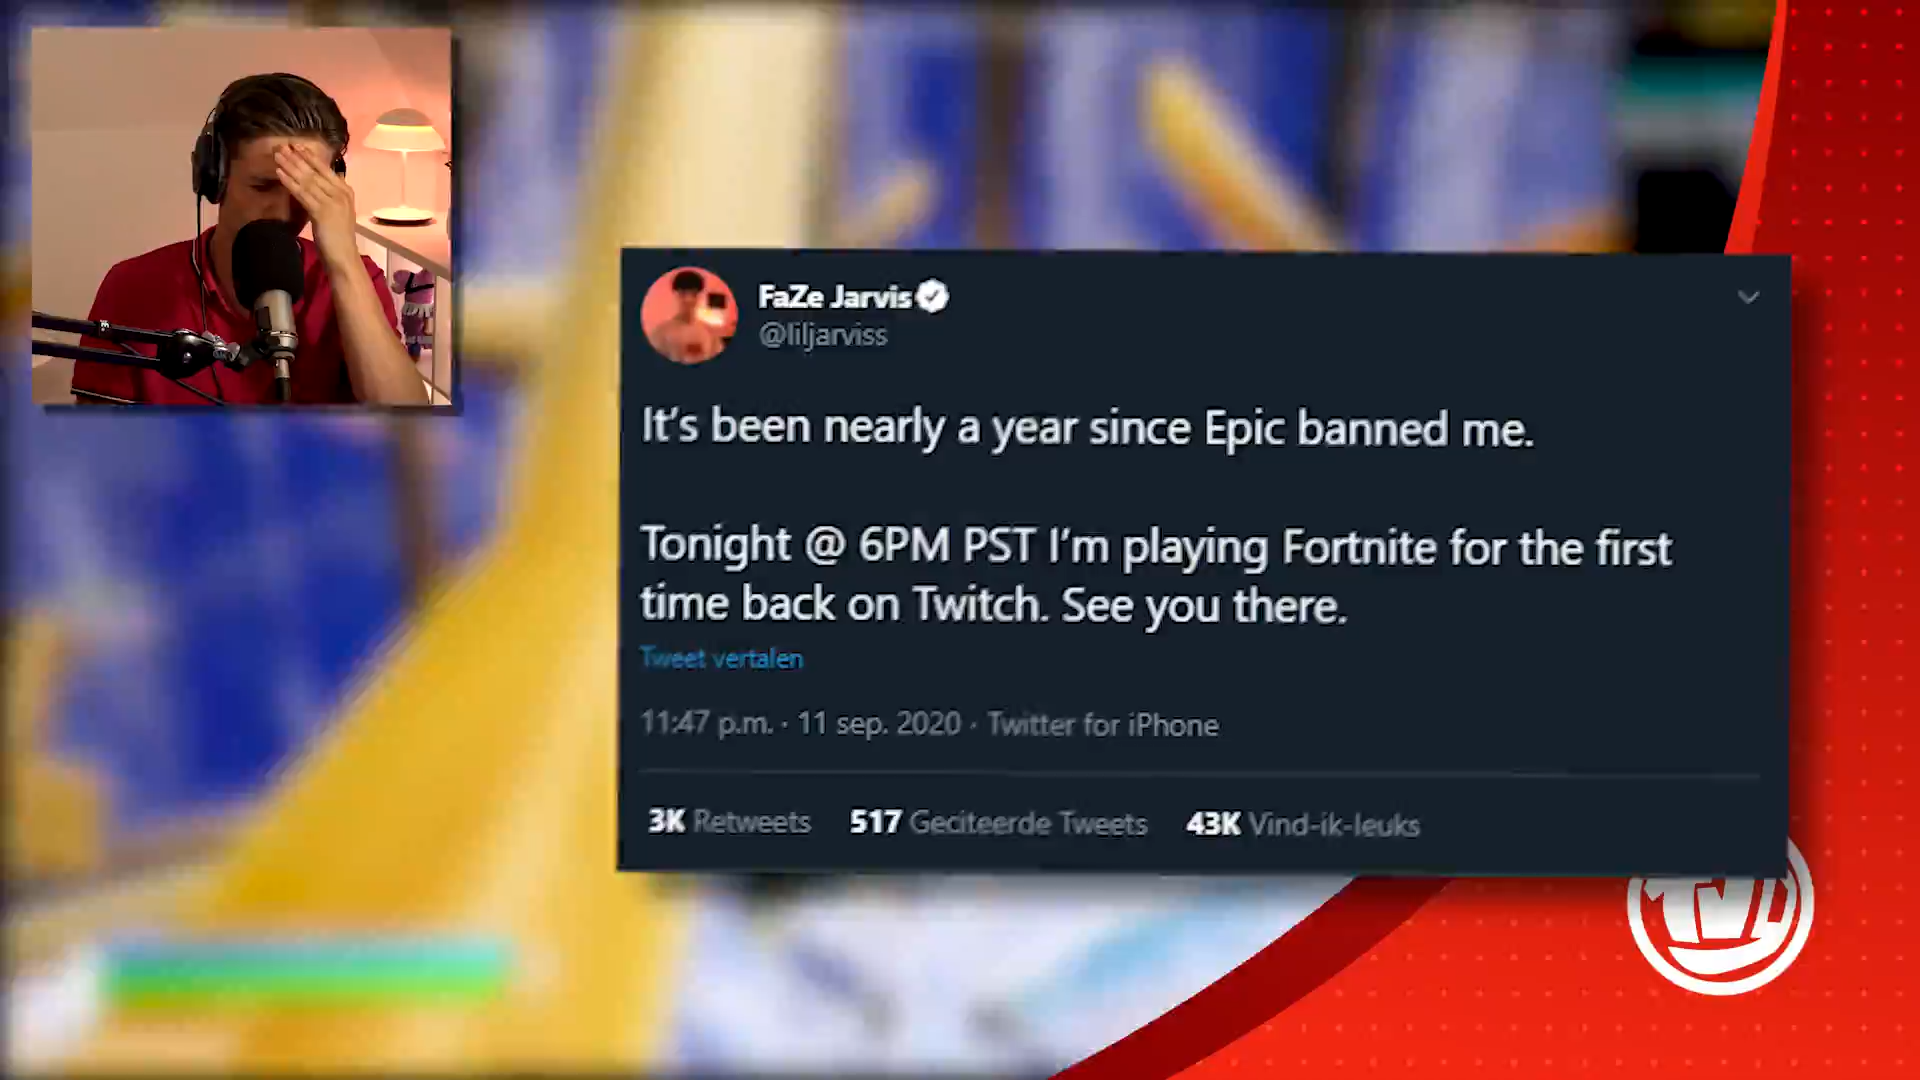 FaZe Jarvis
@liljarviss
It's been nearly a year since Epic banned me.
Tonight @ 6PM PST I'm playing Fortnite for the first
time back on Twitch. See you there.
Tweet vertalen
11:47 p.m. · 11 sep. 2020 · Twitter for iPhone
3K Retweets 517 Geciteerde Tweets 43K Vind-ik-leuks